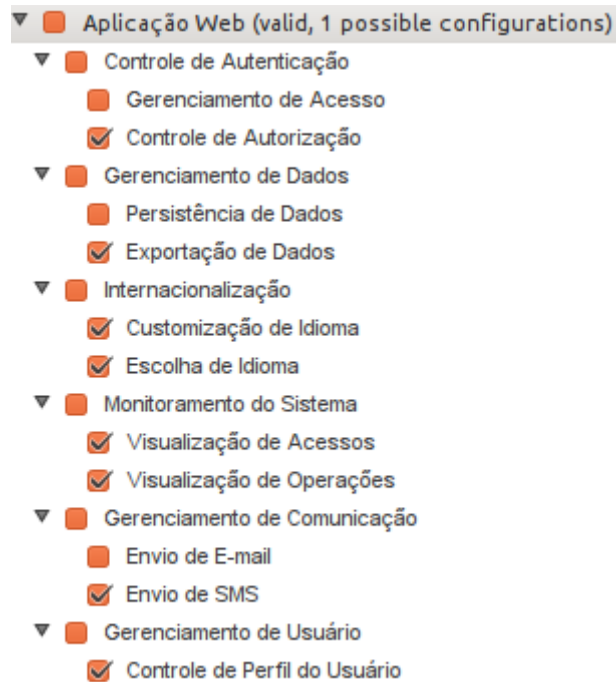 Aplicação Web (valid, 1 possible configurations)
Controle de Autenticação
Gerenciamento de Acesso
Controle de Autorização
Gerenciamento de Dados
Persistência de Dados
Exportação de Dados
Internacionalização
Customização de Idioma
Escolha de Idioma
Monitoramento do Sistema
Visualização de Acessos
Visualização de Operações
Gerenciamento de Comunicação
Envio de E-mail
Envio de SMS
Gerenciamento de Usuário
Controle de Perfil do Usuário